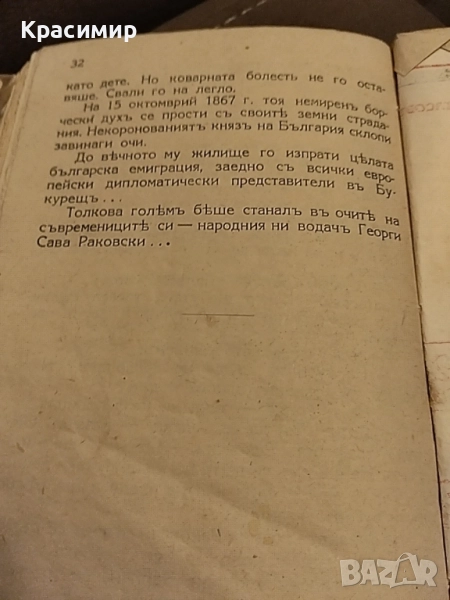 Красимир
32
като дете. Но коварната болесть не го оста-
вяше. Свали го на легло.
На 15 октомврий 1867 г. тоя немиренъ бор-
чески духъ се прости съ своитѣ земни страда-
ния. Некоронованиятъ князъ на България склопи
завинаги очи.
До вѣчното му жилище го изпрати цѣлата
българска емиграция, заедно съ всички евро-
пейски дипломатически представители въ Бу-
курещъ...
Толкова голѣмъ бѣше станалъ въ очитѣ на
съвременицитѣ си — народния ни водачъ Георги
Сава Раковски...
BAZAR